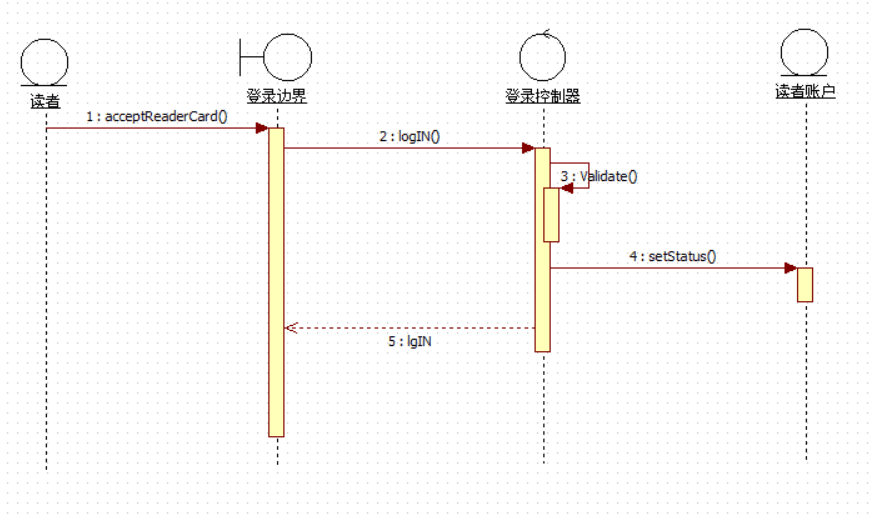 读者
登录边界
登录控制器
读者账户
1 : acceptReaderCard()
2 : logIN()
3 : Validate()
4 : setStatus()
5 : lgIN